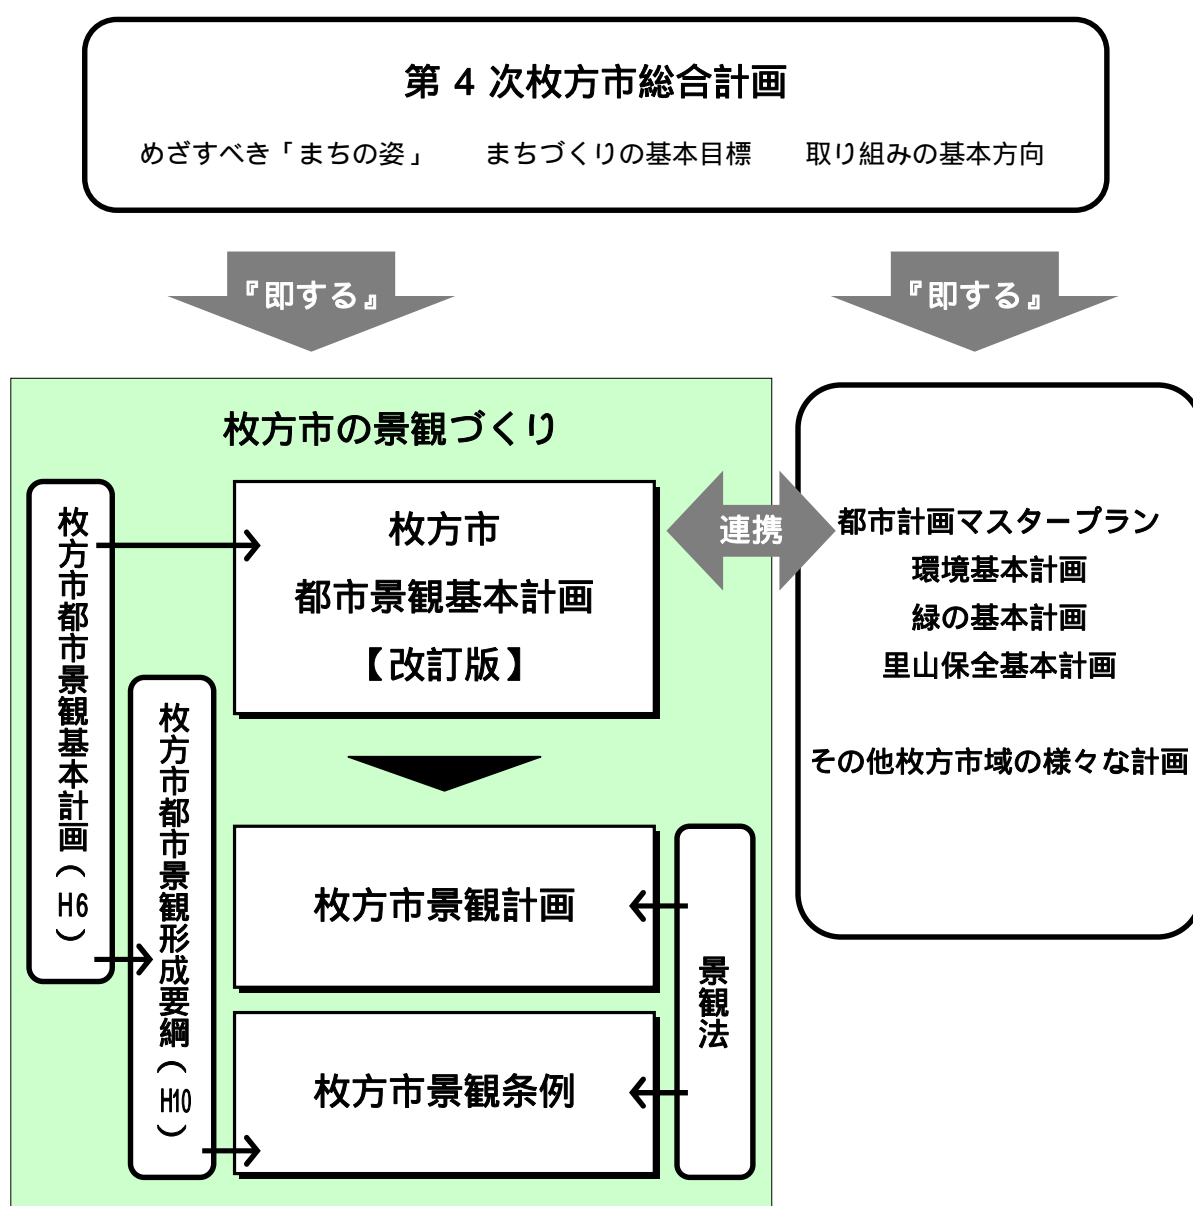 第 4 次枚方市総合計画
めざすべき「まちの姿」 まちづくりの基本目標 取り組みの基本方向
『即する』
『即する』
枚方市の景観づくり
枚方市都市景観基本計画(H6)
枚方市都市景観形成要綱(H10)
枚方市
都市景観基本計画
【改訂版】
枚方市景観計画
枚方市景観条例
景観法
連携
都市計画マスタープラン
環境基本計画
緑の基本計画
里山保全基本計画
その他枚方市域の様々な計画